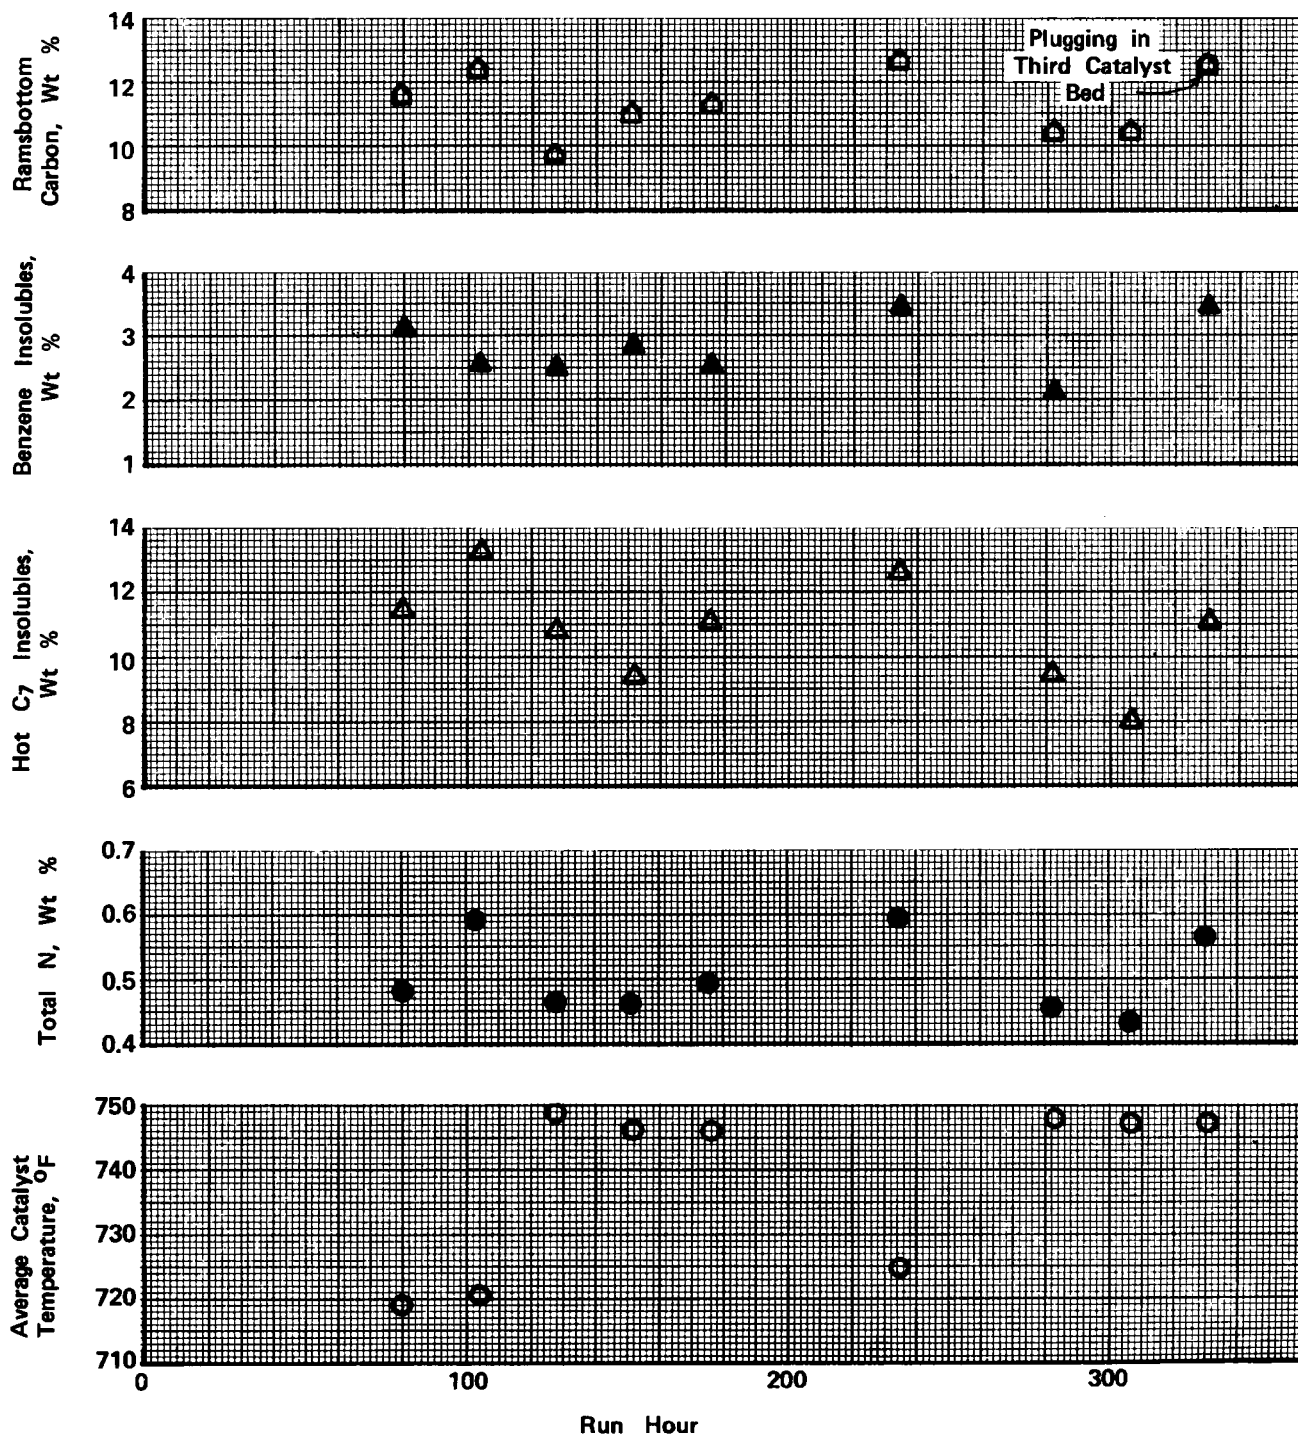 Ramsbottom
Carbon, Wt %
14
12
10
8
Plugging in
Third Catalyst
Bed
Benzene Insolubles,
Wt %
4
3
2
1
Hot C7 Insolubles,
Wt %
14
12
10
8
6
Total N, Wt %
0.7
0.6
0.5
0.4
Average Catalyst
Temperature, °F
750
740
730
720
710
0 100 200 300
Run Hour